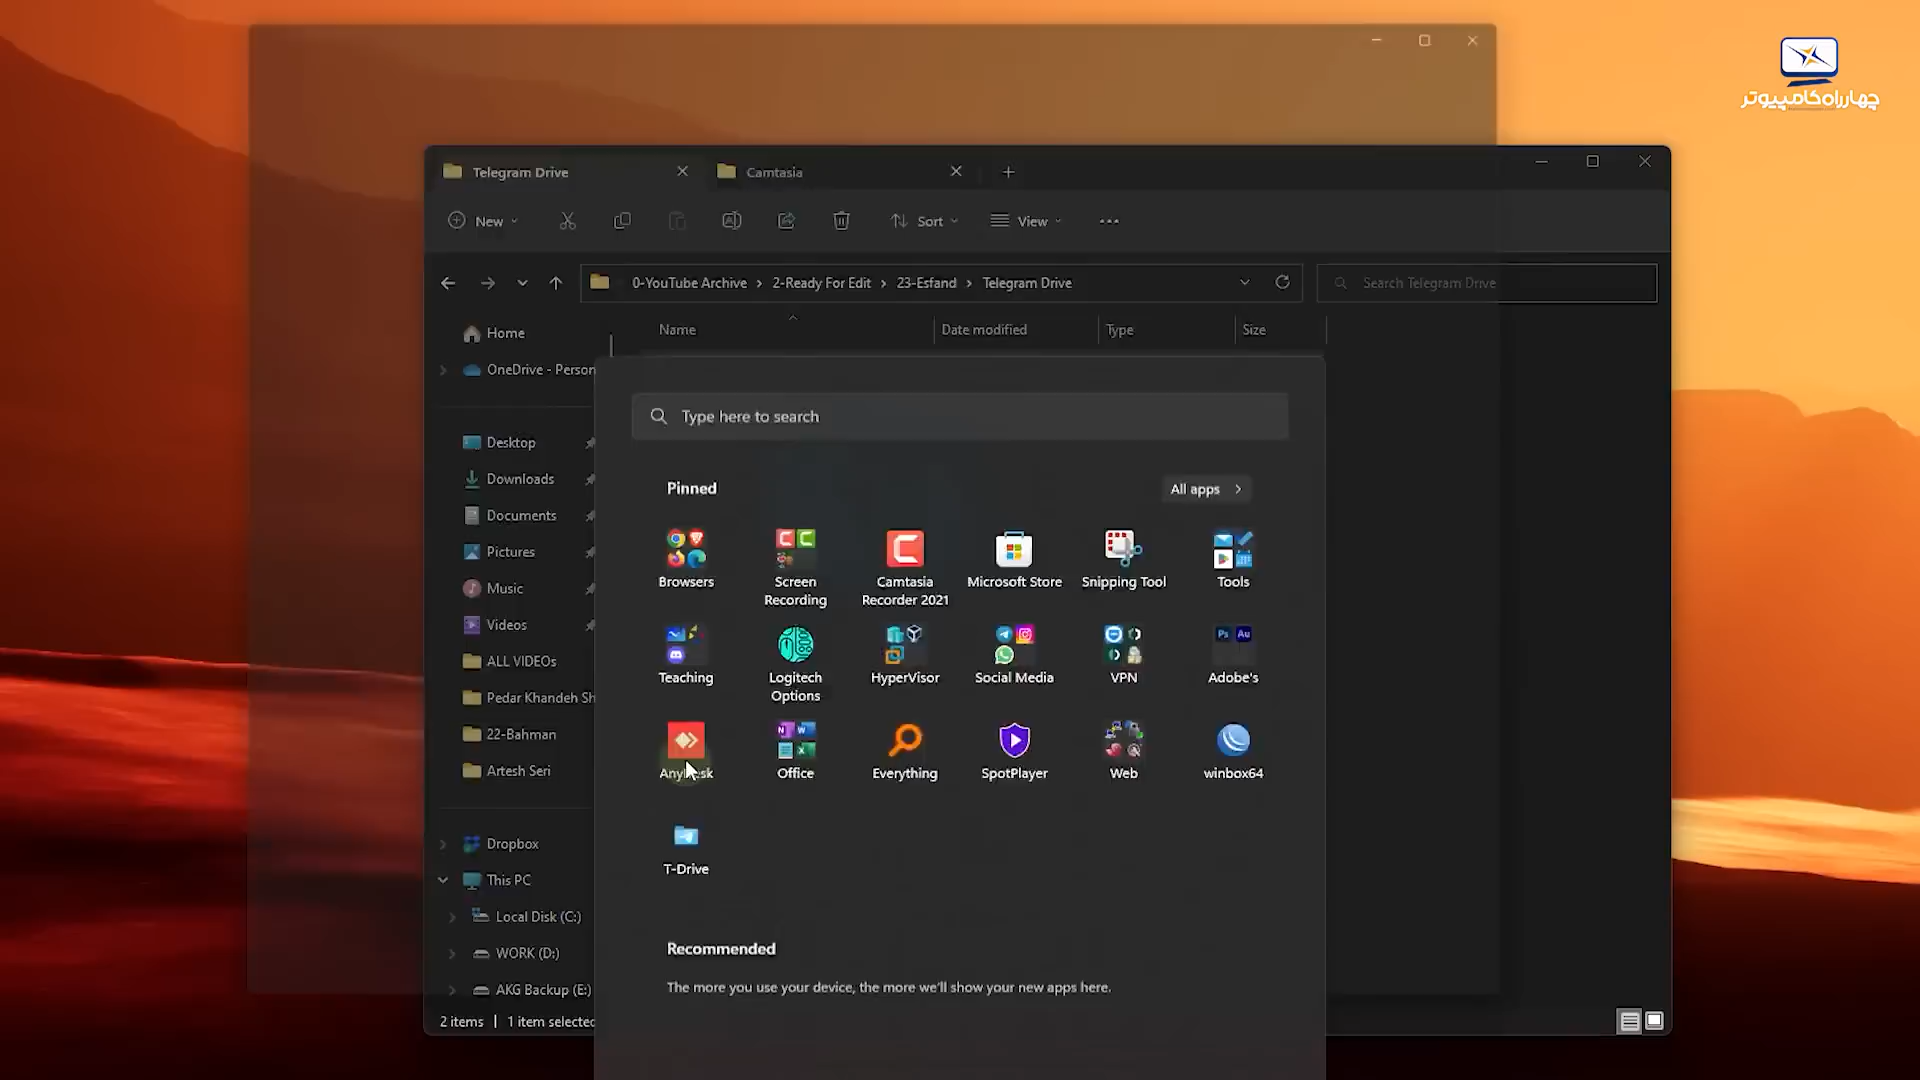 چهارراه کامپیوتر
Telegram Drive
Camtasia
New
Sort
View
0-YouTube Archive > 2-Ready For Edit > 23-Esfand > Telegram Drive
Search Telegram Drive
Name
Date modified
Type
Size
Home
OneDrive - Person
Desktop
Downloads
Documents
Pictures
Music
Videos
ALL VIDEOs
Pedar Khandeh Sh
22-Bahman
Artesh Seri
Dropbox
This PC
Local Disk (C:)
WORK (D:)
AKG Backup (E:)
2 items
1 item selected
Type here to search
Pinned
All apps
Browsers
Screen Recording
Camtasia Recorder 2021
Microsoft Store
Snipping Tool
Tools
Teaching
Logitech Options
HyperVisor
Social Media
VPN
Adobe's
AnyDesk
Office
Everything
SpotPlayer
Web
winbox64
T-Drive
Recommended
The more you use your device, the more we'll show your new apps here.